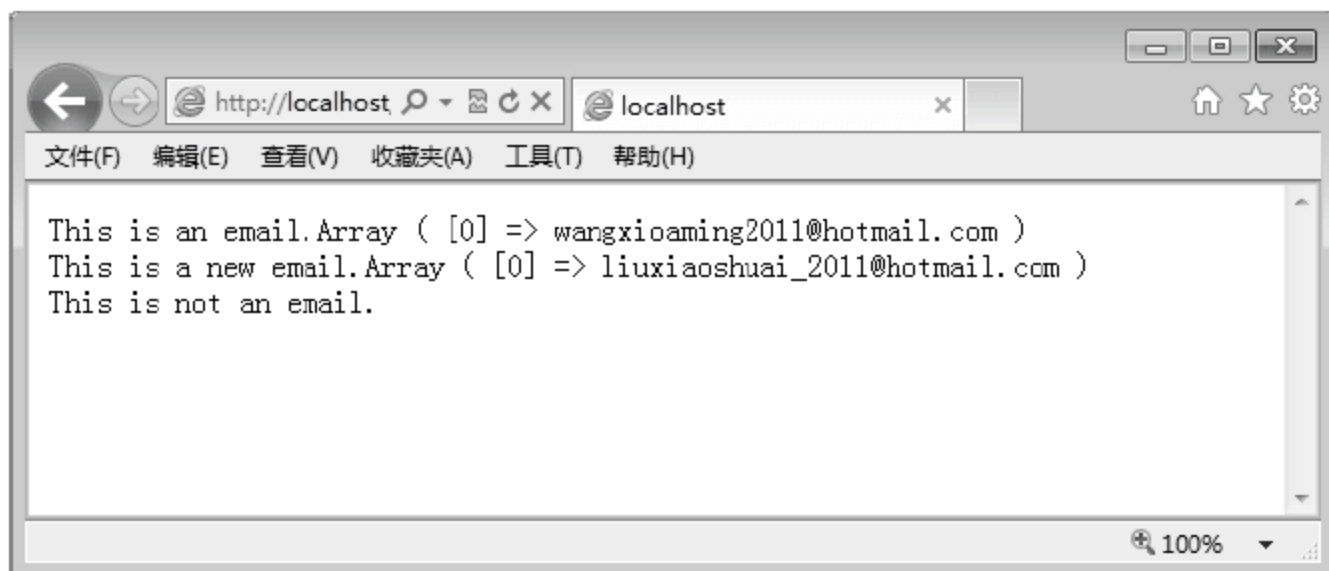 http://localhost
localhost
文件(F) 编辑(E) 查看(V) 收藏夹(A) 工具(T) 帮助(H)
This is an email.Array ( [0] => wangxioaming2011@hotmail.com )
This is a new email.Array ( [0] => liuxiaoshuai_2011@hotmail.com )
This is not an email.
100%